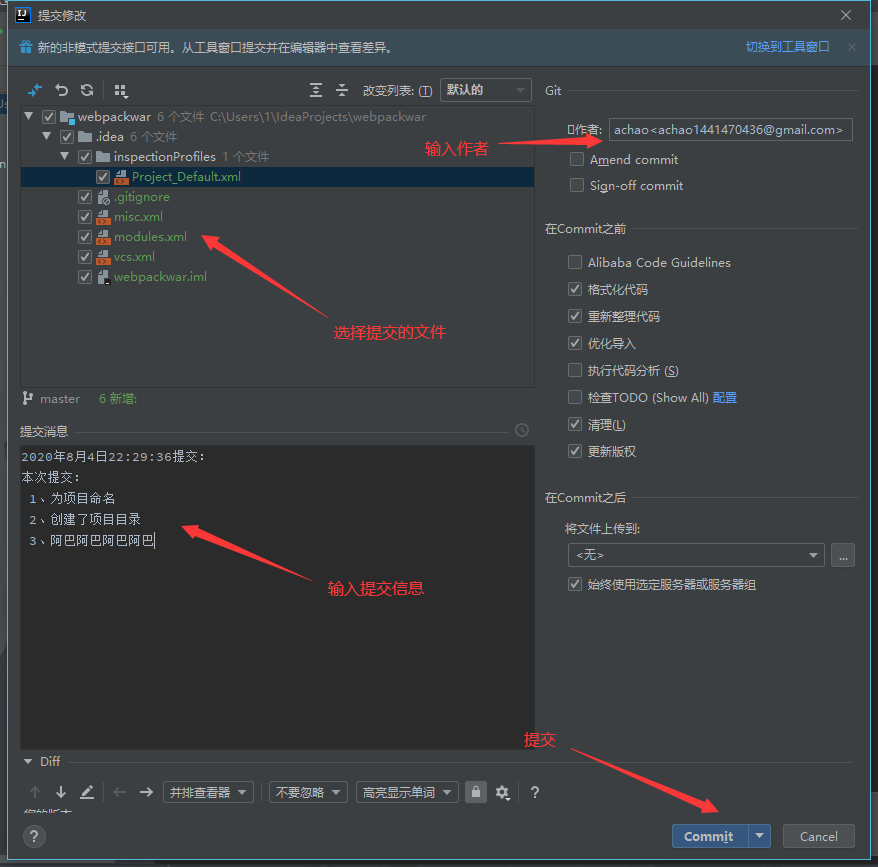 提交修改
新的非模式提交接口可用。从工具窗口提交并在编辑器中查看差异。
切换到工具窗口
改变列表: (T)
默认的
Git
webpackwar 6 个文件 C:\Users\1\IdeaProjects\webpackwar
.idea 6 个文件
inspectionProfiles 1 个文件
Project_Default.xml
.gitignore
misc.xml
modules.xml
vcs.xml
webpackwar.iml
选择提交的文件
输入作者
作者:
achao<achao1441470436@gmail.com>
Amend commit
Sign-off commit
在Commit之前
Alibaba Code Guidelines
格式化代码
重新整理代码
优化导入
执行代码分析 (S)
检查TODO (Show All) 配置
清理(L)
更新版权
master 6 新增:
提交消息
2020年8月4日22:29:36提交:
本次提交:
1、为项目命名
2、创建了项目目录
3、阿巴阿巴阿巴阿巴
输入提交信息
在Commit之后
将文件上传到:
<无>
...
始终使用选定服务器或服务器组
提交
Diff
并排查看器
不要忽略
高亮显示单词
?
?
Commit
Cancel